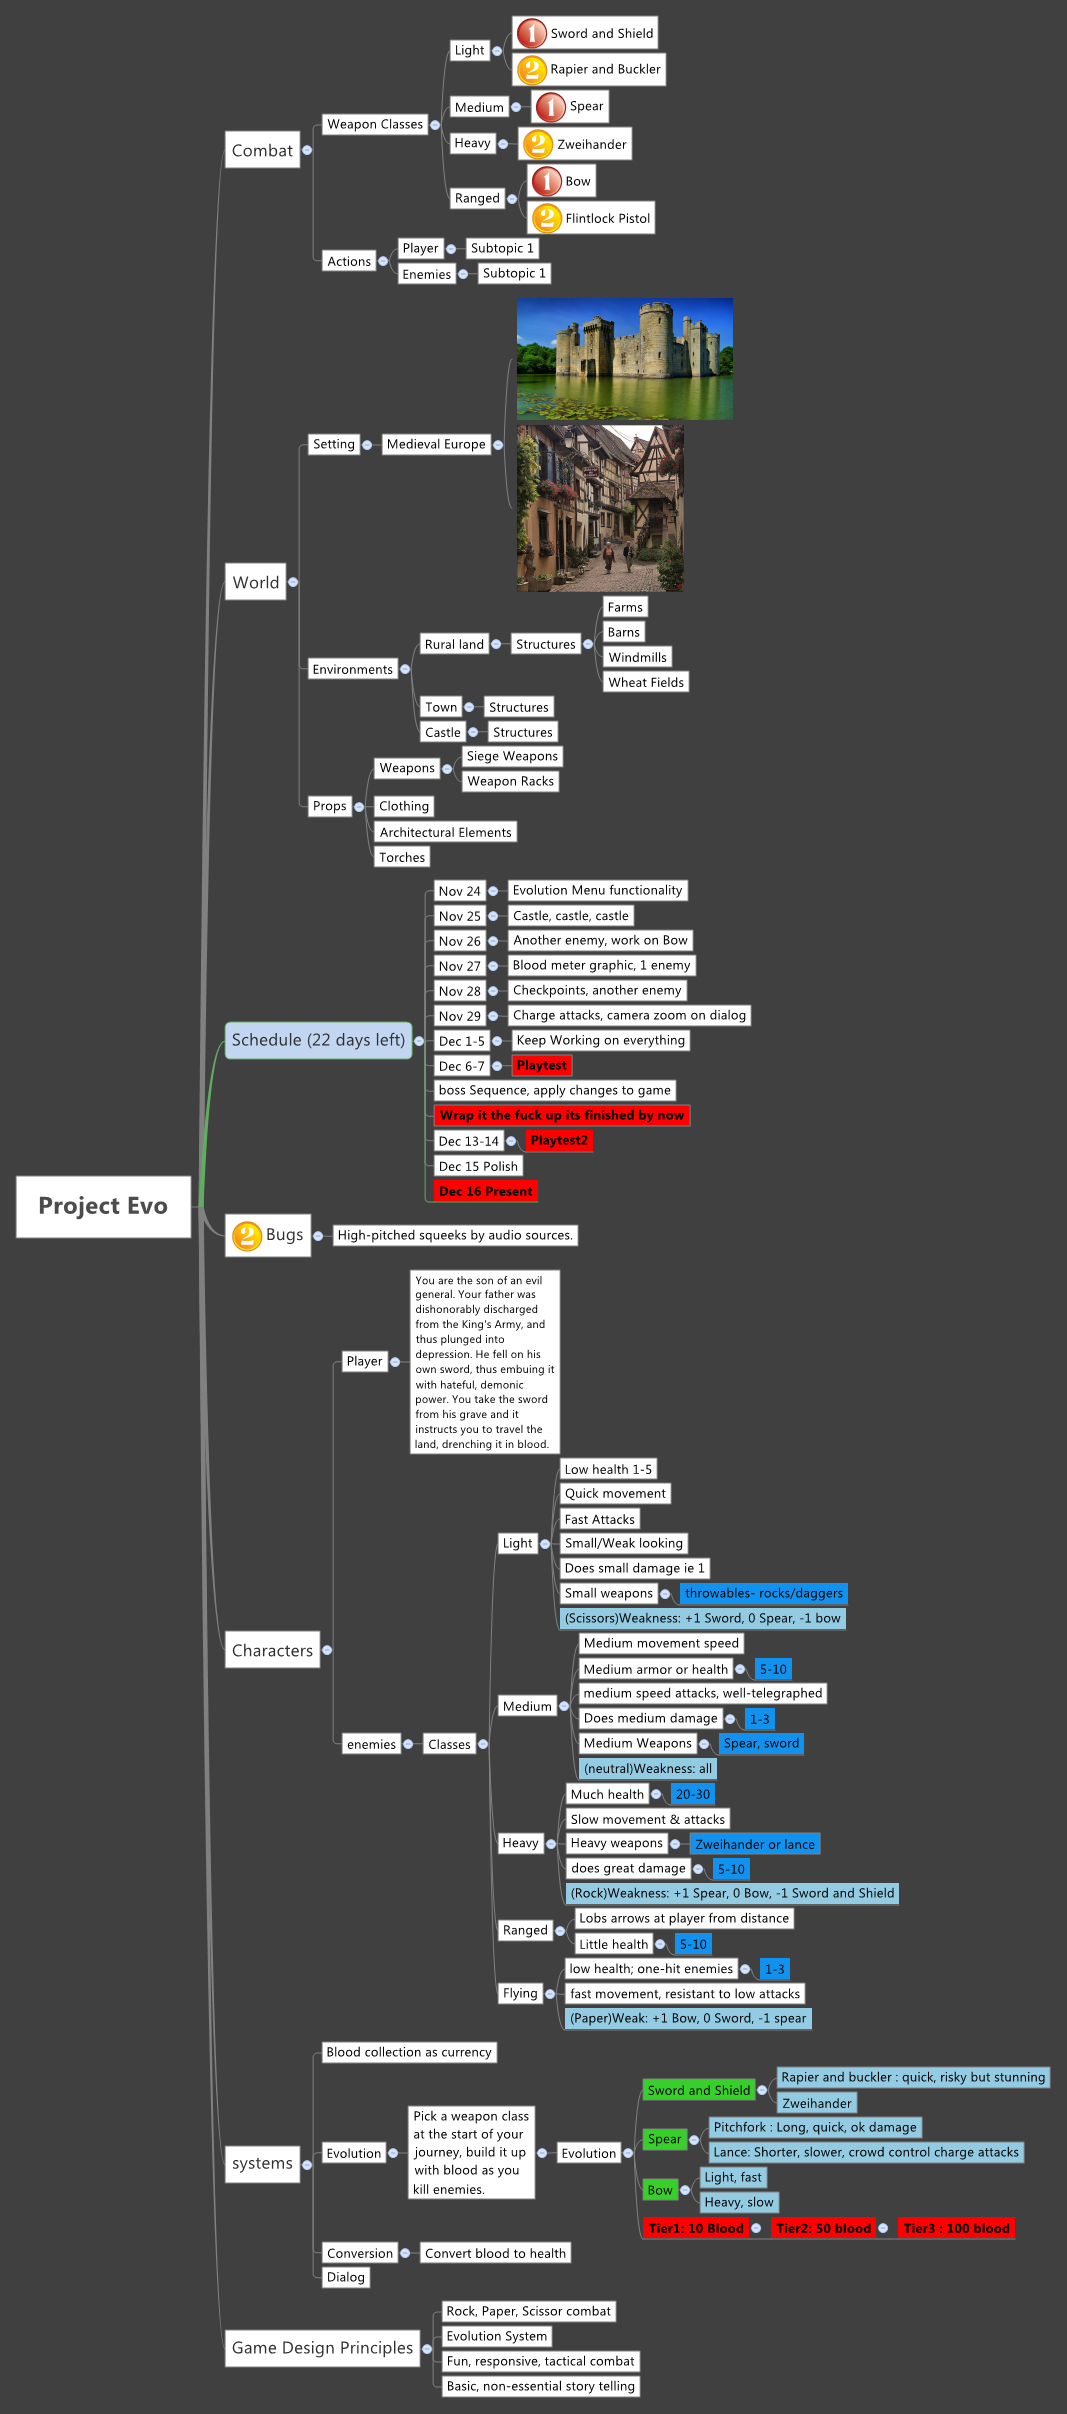 Project Evo
Combat
Weapon Classes
Light
1 Sword and Shield
2 Rapier and Buckler
Medium
1 Spear
Heavy
2 Zweihander
Ranged
1 Bow
2 Flintlock Pistol
Actions
Player
Subtopic 1
Enemies
Subtopic 1
World
Setting
Medieval Europe
Environments
Rural land
Structures
Farms
Barns
Windmills
Wheat Fields
Town
Structures
Castle
Structures
Props
Weapons
Siege Weapons
Weapon Racks
Clothing
Architectural Elements
Torches
Schedule (22 days left)
Nov 24
Evolution Menu functionality
Nov 25
Castle, castle, castle
Nov 26
Another enemy, work on Bow
Nov 27
Blood meter graphic, 1 enemy
Nov 28
Checkpoints, another enemy
Nov 29
Charge attacks, camera zoom on dialog
Dec 1-5
Keep Working on everything
Dec 6-7
Playtest
boss Sequence, apply changes to game
Wrap it the fuck up its finished by now
Dec 13-14
Playtest2
Dec 15 Polish
Dec 16 Present
2 Bugs
High-pitched squeeks by audio sources.
Characters
Player
You are the son of an evil
general. Your father was
dishonorably discharged
from the King's Army, and
thus plunged into
depression. He fell on his
own sword, thus embuing it
with hateful, demonic
power. You take the sword
from his grave and it
instructs you to travel the
land, drenching it in blood.
enemies
Classes
Light
Low health 1-5
Quick movement
Fast Attacks
Small/Weak looking
Does small damage ie 1
Small weapons
throwables- rocks/daggers
(Scissors)Weakness: +1 Sword, 0 Spear, -1 bow
Medium
Medium movement speed
Medium armor or health
5-10
medium speed attacks, well-telegraphed
Does medium damage
1-3
Medium Weapons
Spear, sword
(neutral)Weakness: all
Heavy
Much health
20-30
Slow movement & attacks
Heavy weapons
Zweihander or lance
does great damage
5-10
(Rock)Weakness: +1 Spear, 0 Bow, -1 Sword and Shield
Ranged
Lobs arrows at player from distance
Little health
5-10
Flying
low health; one-hit enemies
1-3
fast movement, resistant to low attacks
(Paper)Weak: +1 Bow, 0 Sword, -1 spear
systems
Blood collection as currency
Evolution
Pick a weapon class
at the start of your
journey, build it up
with blood as you
kill enemies.
Evolution
Sword and Shield
Rapier and buckler : quick, risky but stunning
Zweihander
Spear
Pitchfork : Long, quick, ok damage
Lance: Shorter, slower, crowd control charge attacks
Bow
Light, fast
Heavy, slow
Tier1: 10 Blood
Tier2: 50 blood
Tier3 : 100 blood
Conversion
Convert blood to health
Dialog
Game Design Principles
Rock, Paper, Scissor combat
Evolution System
Fun, responsive, tactical combat
Basic, non-essential story telling